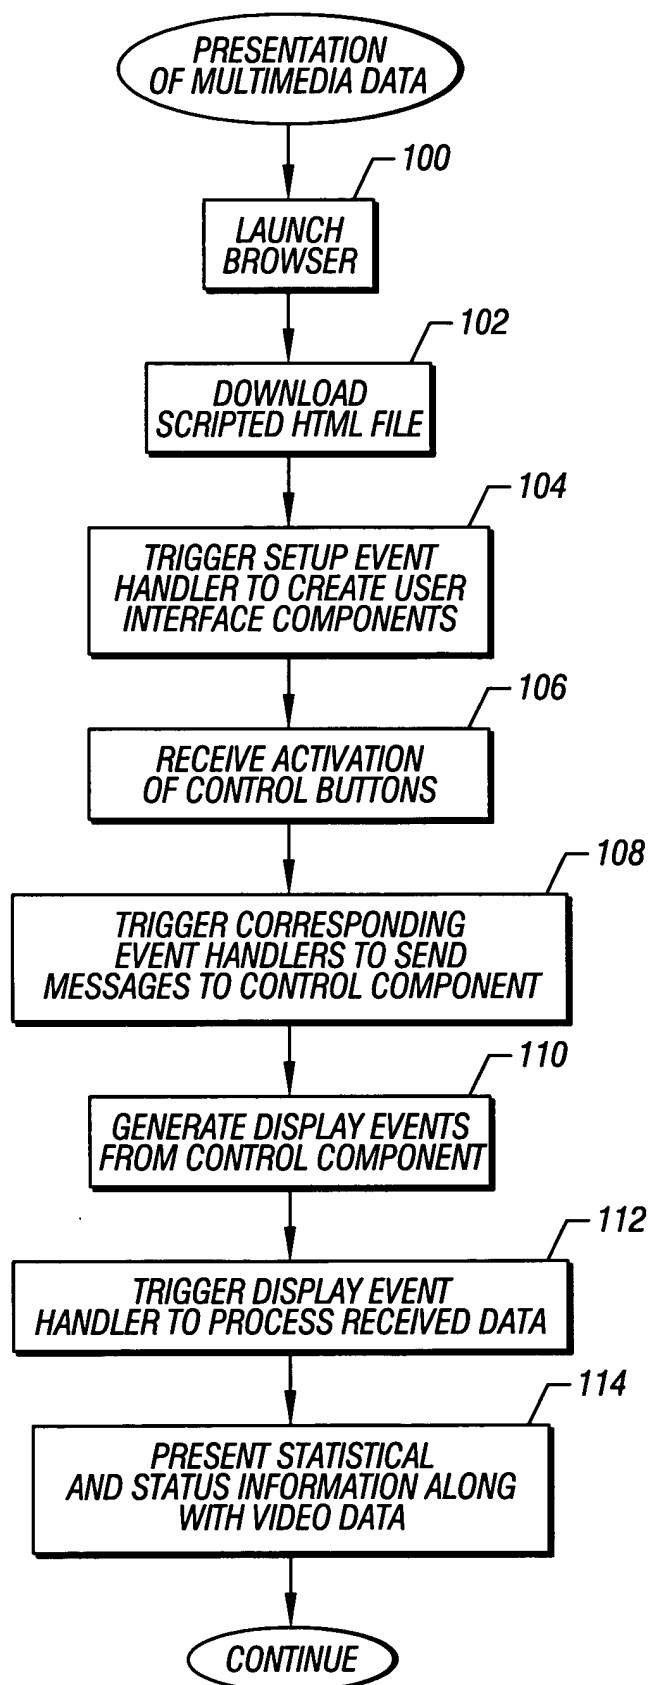 PRESENTATION
OF MULTIMEDIA DATA
100
LAUNCH
BROWSER
102
DOWNLOAD
SCRIPTED HTML FILE
104
TRIGGER SETUP EVENT
HANDLER TO CREATE USER
INTERFACE COMPONENTS
106
RECEIVE ACTIVATION
OF CONTROL BUTTONS
108
TRIGGER CORRESPONDING
EVENT HANDLERS TO SEND
MESSAGES TO CONTROL COMPONENT
110
GENERATE DISPLAY EVENTS
FROM CONTROL COMPONENT
112
TRIGGER DISPLAY EVENT
HANDLER TO PROCESS RECEIVED DATA
114
PRESENT STATISTICAL
AND STATUS INFORMATION ALONG
WITH VIDEO DATA
CONTINUE